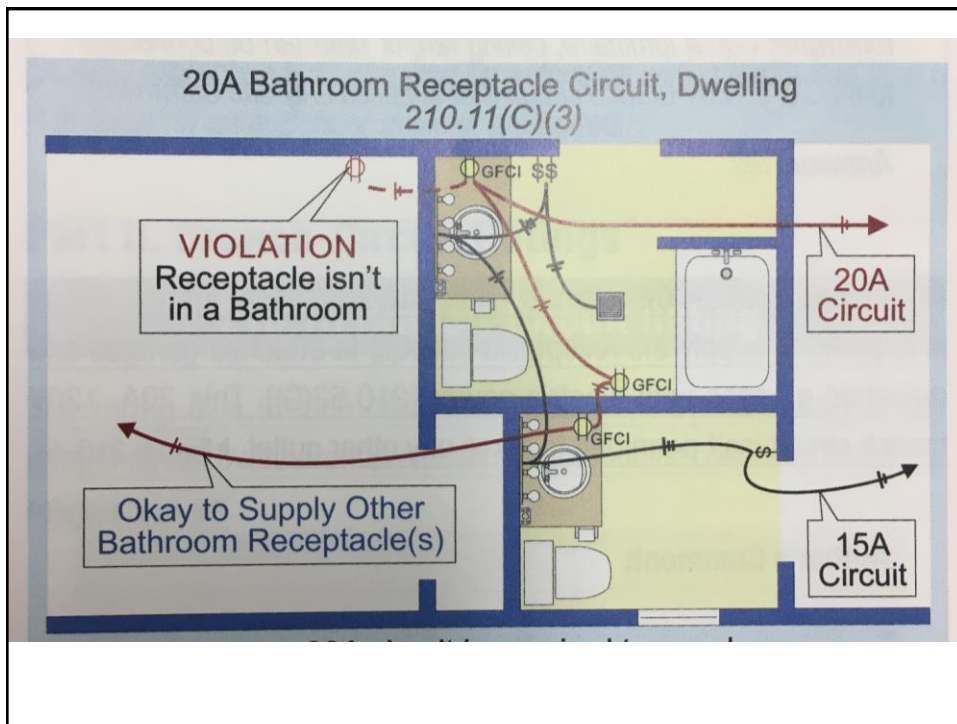 20A Bathroom Receptacle Circuit, Dwelling
210.11(C)(3)
GFCI $$
VIOLATION
Receptacle isn't
in a Bathroom
20A
Circuit
GFCI
GFCI
$
Okay to Supply Other
Bathroom Receptacle(s)
15A
Circuit